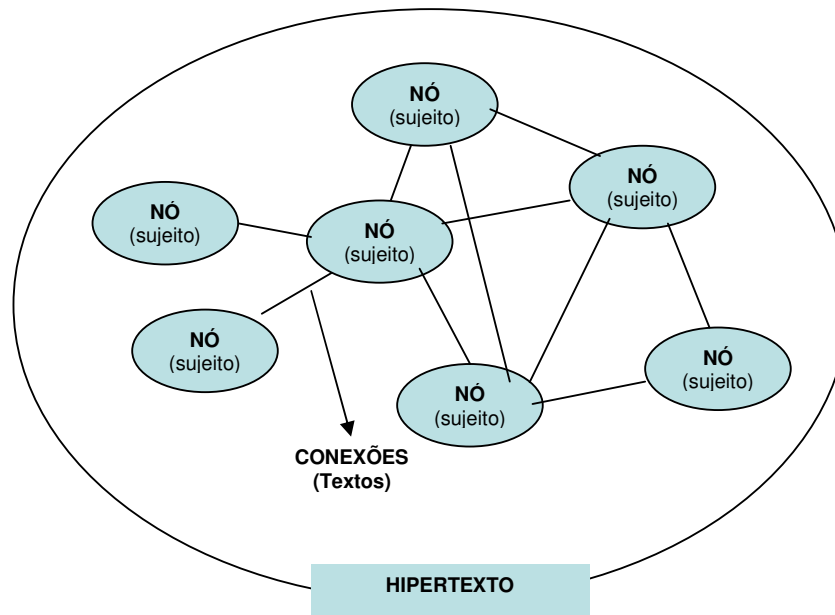 NÓ
(sujeito)
NÓ
(sujeito)
NÓ
(sujeito)
NÓ
(sujeito)
NÓ
(sujeito)
NÓ
(sujeito)
NÓ
(sujeito)
CONEXÕES
(Textos)
HIPERTEXTO